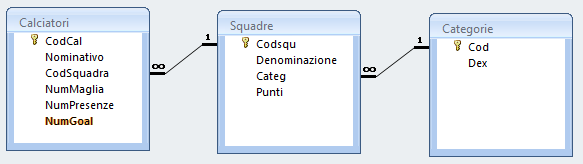 Calciatori
CodCal
Nominativo
CodSquadra
NumMaglia
NumPresenze
NumGoal
∞
1
Squadre
Codsqu
Denominazione
Categ
Punti
∞
1
Categorie
Cod
Dex